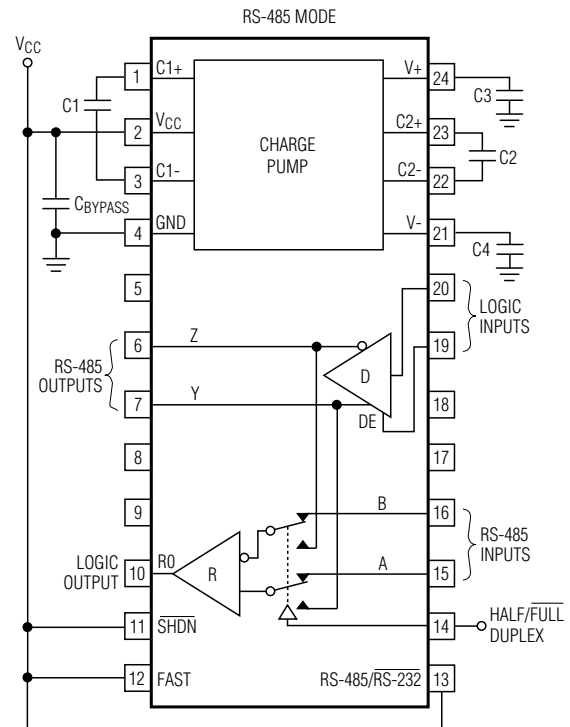 RS-485 MODE
VCC
1 C1+ V+ 24
C1 C3
2 VCC C2+ 23
CHARGE
PUMP
C2
3 C1- C2- 22
CBYPASS
4 GND V- 21
C4
5 20
LOGIC
INPUTS
6 Z 19
RS-485
OUTPUTS
D
7 Y DE 18
8 17
9 B 16
RS-485
INPUTS
LOGIC
OUTPUT
10 RO R A 15
11 SHDN 14 HALF/FULL
DUPLEX
12 FAST RS-485/RS-232 13